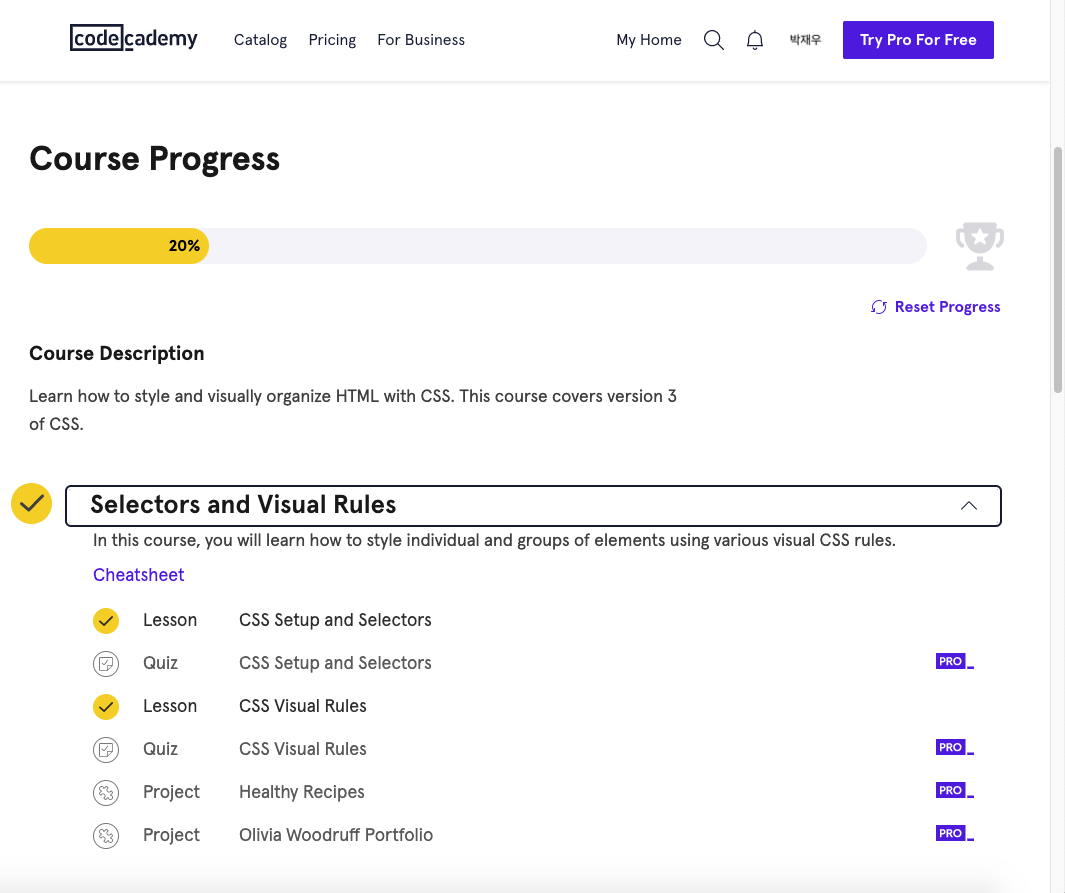 codecademy Catalog Pricing For Business My Home 박재우 Try Pro For Free
Course Progress
20%
Reset Progress
Course Description
Learn how to style and visually organize HTML with CSS. This course covers version 3
of CSS.
Selectors and Visual Rules
In this course, you will learn how to style individual and groups of elements using various visual CSS rules.
Cheatsheet
Lesson CSS Setup and Selectors
Quiz CSS Setup and Selectors PRO
Lesson CSS Visual Rules
Quiz CSS Visual Rules PRO
Project Healthy Recipes PRO
Project Olivia Woodruff Portfolio PRO